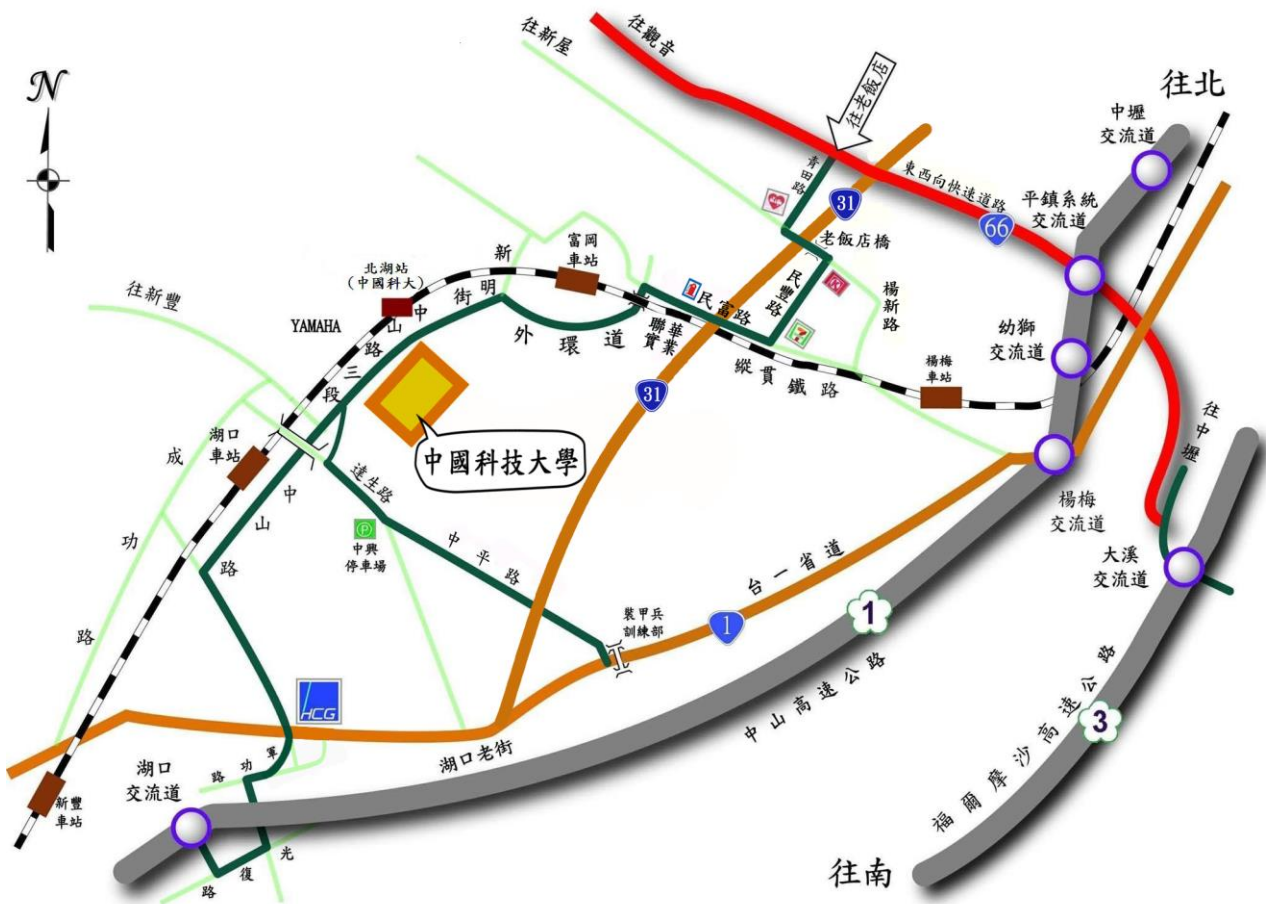 N
往觀音
往新屋
往老飯店
往北
中壢
交流道
青田路
31
東西向快速道路
66
平鎮系統
交流道
老飯店橋
新
明
街
富岡
車站
北湖站
(中國科大)
往新豐
YAMAHA
民富路
民豐路
楊新路
7
幼獅
交流道
中
山
路
三
段
外環道
聯華
實業
縱貫鐵路
楊梅
車站
31
往中壢
中國科技大學
湖口
車站
成
功
路
達生路
中
山
路
楊梅
交流道
P
中興
停車場
中平路
台一省道
大溪
交流道
裝甲兵
訓練部
1
1
中山高速公路
HCG
湖口老街
3
福爾摩沙高速公路
軍
功
路
湖口
交流道
新豐
車站
光
復
路
往南